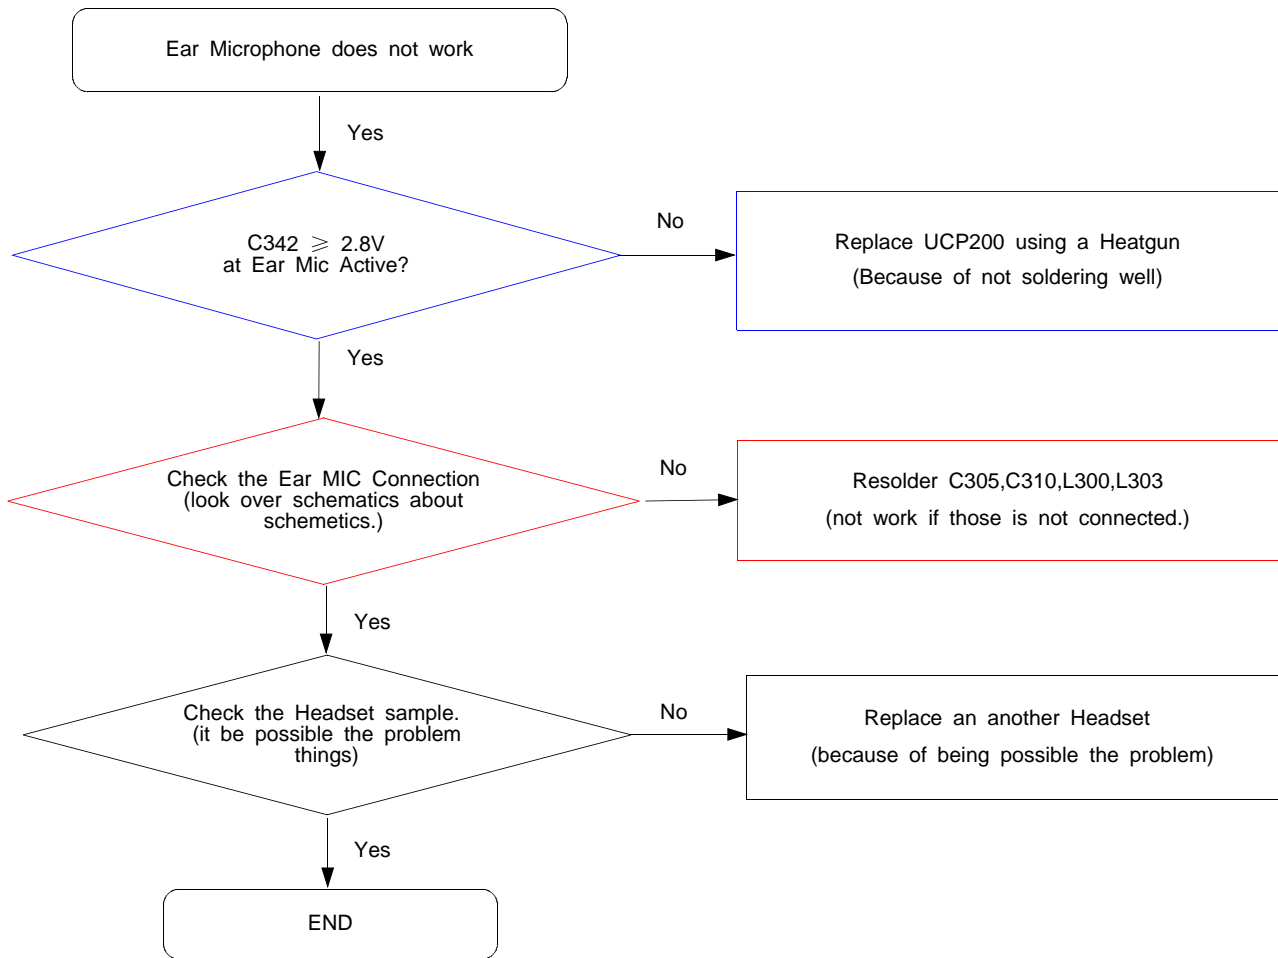 Ear Microphone does not work
Yes
C342 ≥ 2.8V
at Ear Mic Active?
No
Replace UCP200 using a Heatgun
(Because of not soldering well)
Yes
Check the Ear MIC Connection
(look over schematics about
schemetics.)
No
Resolder C305,C310,L300,L303
(not work if those is not connected.)
Yes
Check the Headset sample.
(it be possible the problem
things)
No
Replace an another Headset
(because of being possible the problem)
Yes
END